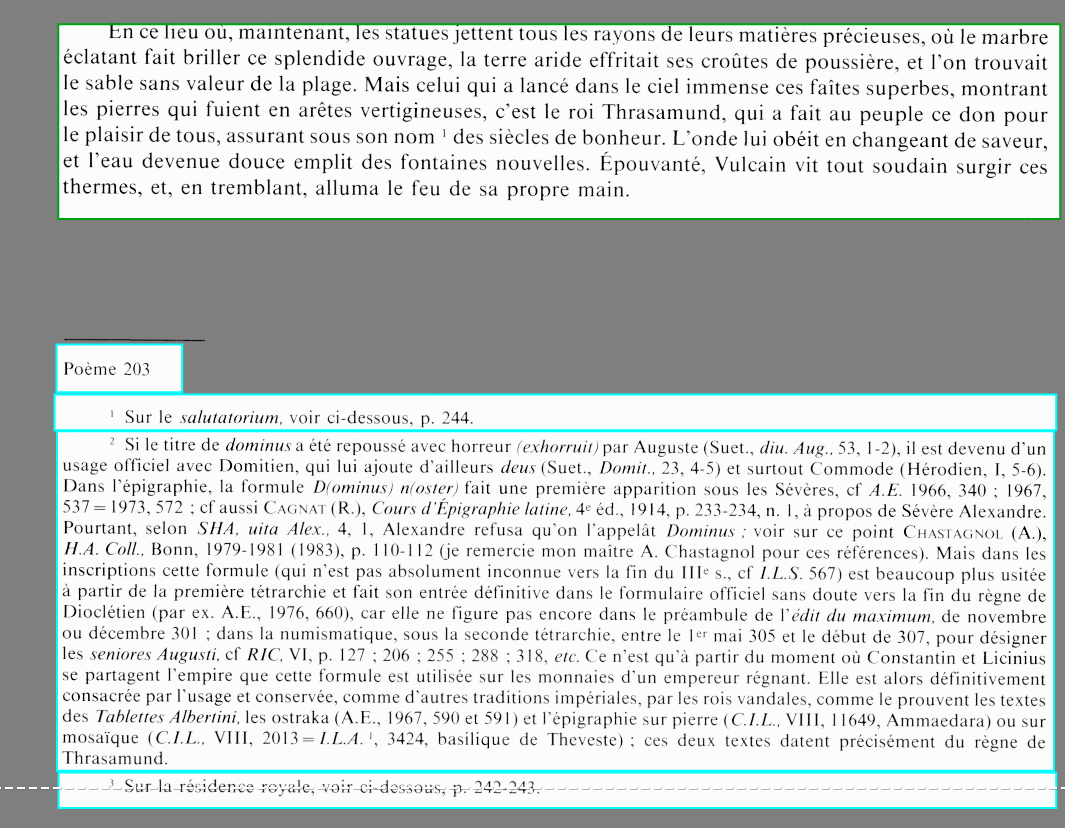 En ce lieu où, maintenant, les statues jettent tous les rayons de leurs matières précieuses, où le marbre
éclatant fait briller ce splendide ouvrage, la terre aride effritait ses croûtes de poussière, et l'on trouvait
le sable sans valeur de la plage. Mais celui qui a lancé dans le ciel immense ces faîtes superbes, montrant
les pierres qui fuient en arêtes vertigineuses, c'est le roi Thrasamund, qui a fait au peuple ce don pour
le plaisir de tous, assurant sous son nom ¹ des siècles de bonheur. L'onde lui obéit en changeant de saveur,
et l'eau devenue douce emplit des fontaines nouvelles. Épouvanté, Vulcain vit tout soudain surgir ces
thermes, et, en tremblant, alluma le feu de sa propre main.
Poème 203
¹ Sur le salutatorium, voir ci-dessous, p. 244.
² Si le titre de dominus a été repoussé avec horreur (exhorruit) par Auguste (Suet., diu. Aug., 53, 1-2), il est devenu d'un
usage officiel avec Domitien, qui lui ajoute d'ailleurs deus (Suet., Domit., 23, 4-5) et surtout Commode (Hérodien, I, 5-6).
Dans l'épigraphie, la formule D(ominus) n(oster) fait une première apparition sous les Sévères, cf A.E. 1966, 340 ; 1967,
537 = 1973, 572 ; cf aussi CAGNAT (R.), Cours d'Épigraphie latine, 4ᵉ éd., 1914, p. 233-234, n. 1, à propos de Sévère Alexandre.
Pourtant, selon SHA, uita Alex., 4, 1, Alexandre refusa qu'on l'appelât Dominus ; voir sur ce point CHASTAGNOL (A.),
H.A. Coll., Bonn, 1979-1981 (1983), p. 110-112 (je remercie mon maître A. Chastagnol pour ces références). Mais dans les
inscriptions cette formule (qui n'est pas absolument inconnue vers la fin du IIIᵉ s., cf I.L.S. 567) est beaucoup plus usitée
à partir de la première tétrarchie et fait son entrée définitive dans le formulaire officiel sans doute vers la fin du règne de
Dioclétien (par ex. A.E., 1976, 660), car elle ne figure pas encore dans le préambule de l'édit du maximum, de novembre
ou décembre 301 ; dans la numismatique, sous la seconde tétrarchie, entre le 1ᵉʳ mai 305 et le début de 307, pour désigner
les seniores Augusti, cf RIC, VI, p. 127 ; 206 ; 255 ; 288 ; 318, etc. Ce n'est qu'à partir du moment où Constantin et Licinius
se partagent l'empire que cette formule est utilisée sur les monnaies d'un empereur régnant. Elle est alors définitivement
consacrée par l'usage et conservée, comme d'autres traditions impériales, par les rois vandales, comme le prouvent les textes
des Tablettes Albertini, les ostraka (A.E., 1967, 590 et 591) et l'épigraphie sur pierre (C.I.L., VIII, 11649, Ammaedara) ou sur
mosaïque (C.I.L., VIII, 2013 = I.L.A. ¹, 3424, basilique de Theveste) ; ces deux textes datent précisément du règne de
Thrasamund.
³ Sur la résidence royale, voir ci-dessous, p. 242-243.